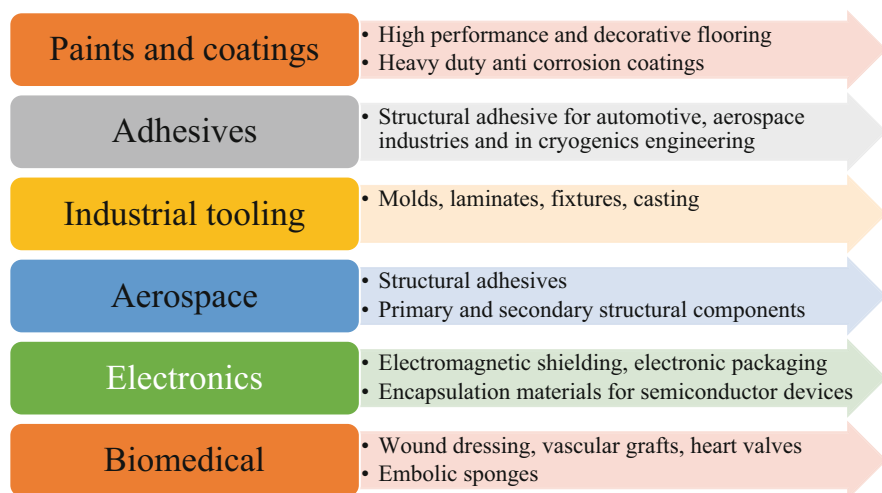 Paints and coatings
• High performance and decorative flooring
• Heavy duty anti corrosion coatings
Adhesives
• Structural adhesive for automotive, aerospace
industries and in cryogenics engineering
Industrial tooling
• Molds, laminates, fixtures, casting
Aerospace
• Structural adhesives
• Primary and secondary structural components
Electronics
• Electromagnetic shielding, electronic packaging
• Encapsulation materials for semiconductor devices
Biomedical
• Wound dressing, vascular grafts, heart valves
• Embolic sponges